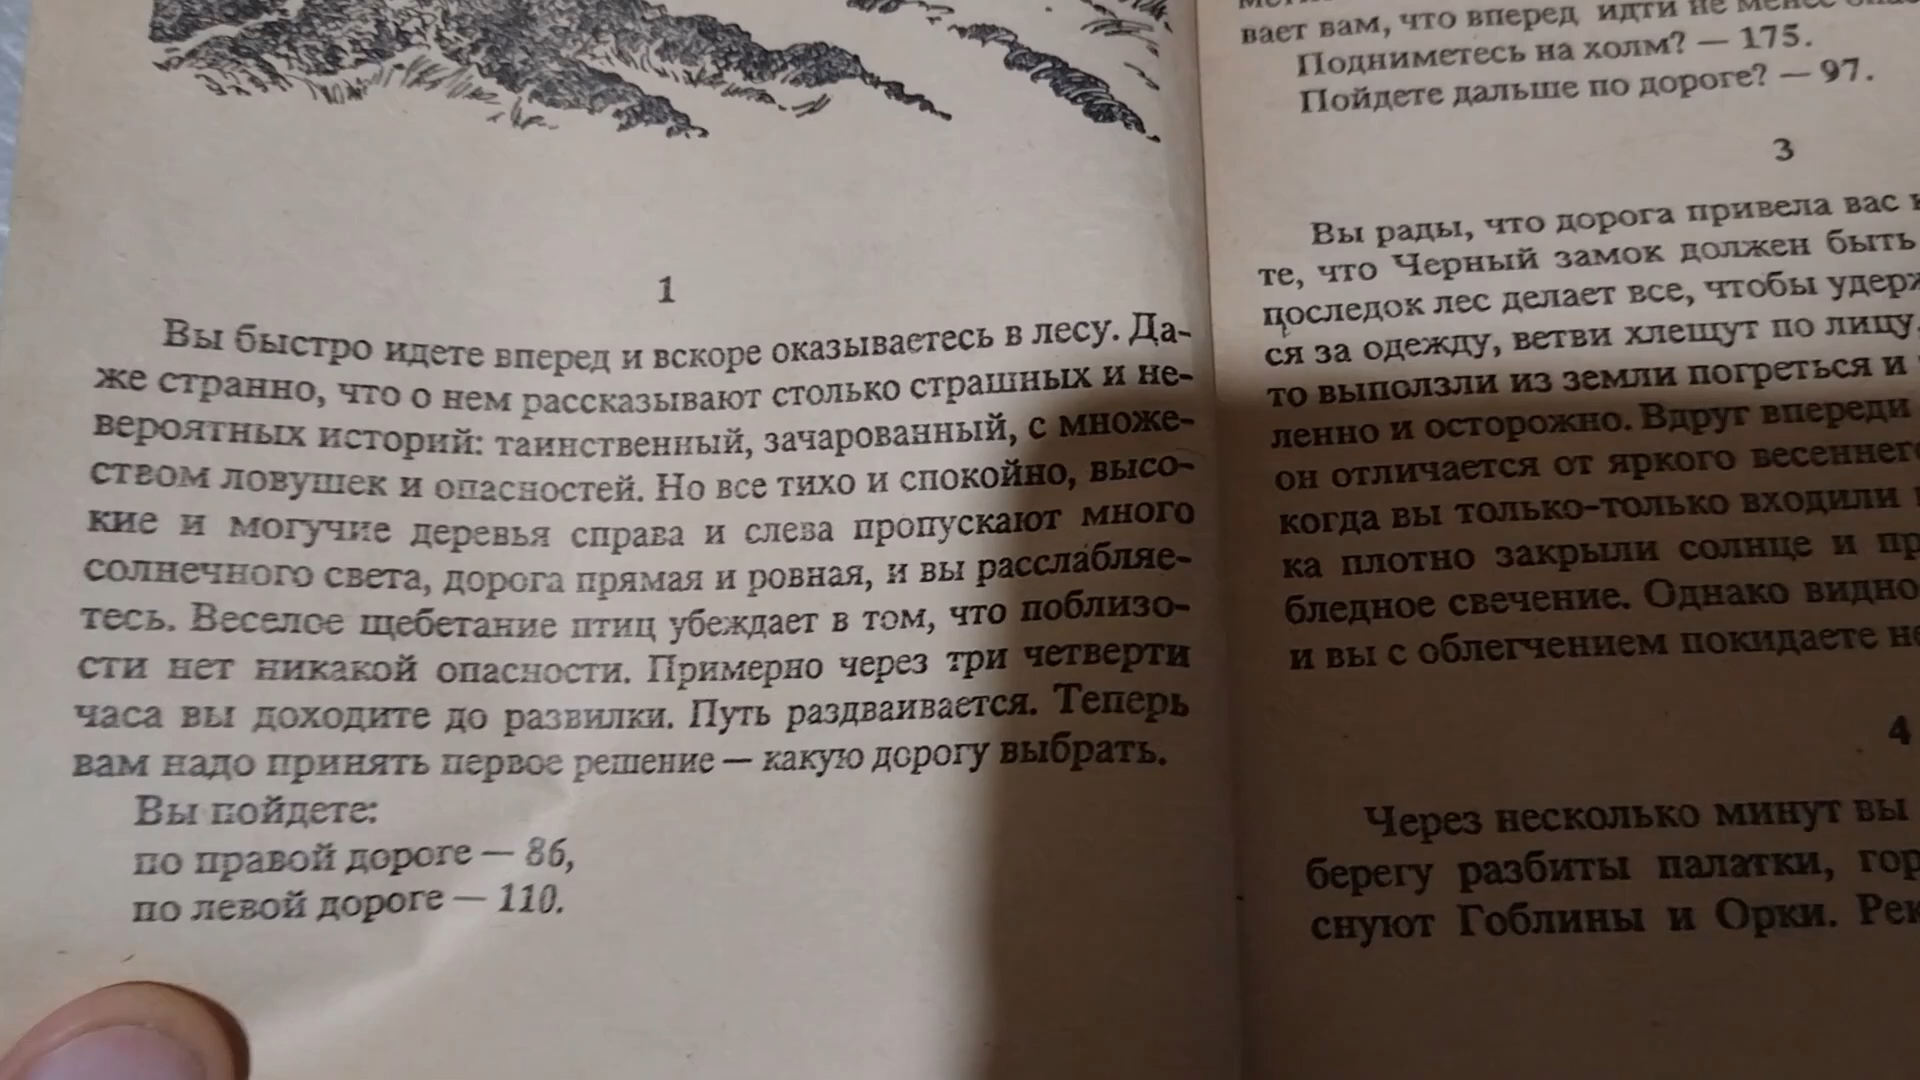 1
Вы быстро идете вперед и вскоре оказываетесь в лесу. Да-
же странно, что о нем рассказывают столько страшных и не-
вероятных историй: таинственный, зачарованный, с множе-
ством ловушек и опасностей. Но все тихо и спокойно, высо-
кие и могучие деревья справа и слева пропускают много
солнечного света, дорога прямая и ровная, и вы расслабляе-
тесь. Веселое щебетание птиц убеждает в том, что поблизо-
сти нет никакой опасности. Примерно через три четверти
часа вы доходите до развилки. Путь раздваивается. Теперь
вам надо принять первое решение — какую дорогу выбрать.
Вы пойдете:
по правой дороге — 86,
по левой дороге — 110.
вает вам, что вперед идти не менее
Подниметесь на холм? — 175.
Пойдете дальше по дороге? — 97.
3
Вы рады, что дорога привела вас
те, что Черный замок должен быть
последок лес делает все, чтобы
ся за одежду, ветви хлещут по лицу,
то выползли из земли погреться и
ленно и осторожно. Вдруг впереди
он отличается от яркого
когда вы только-только входили
ка плотно закрыли солнце и
бледное свечение. Однако видно
и вы с облегчением покидаете
4
Через несколько минут вы
берегу разбиты палатки,
снуют Гоблины и Орки.